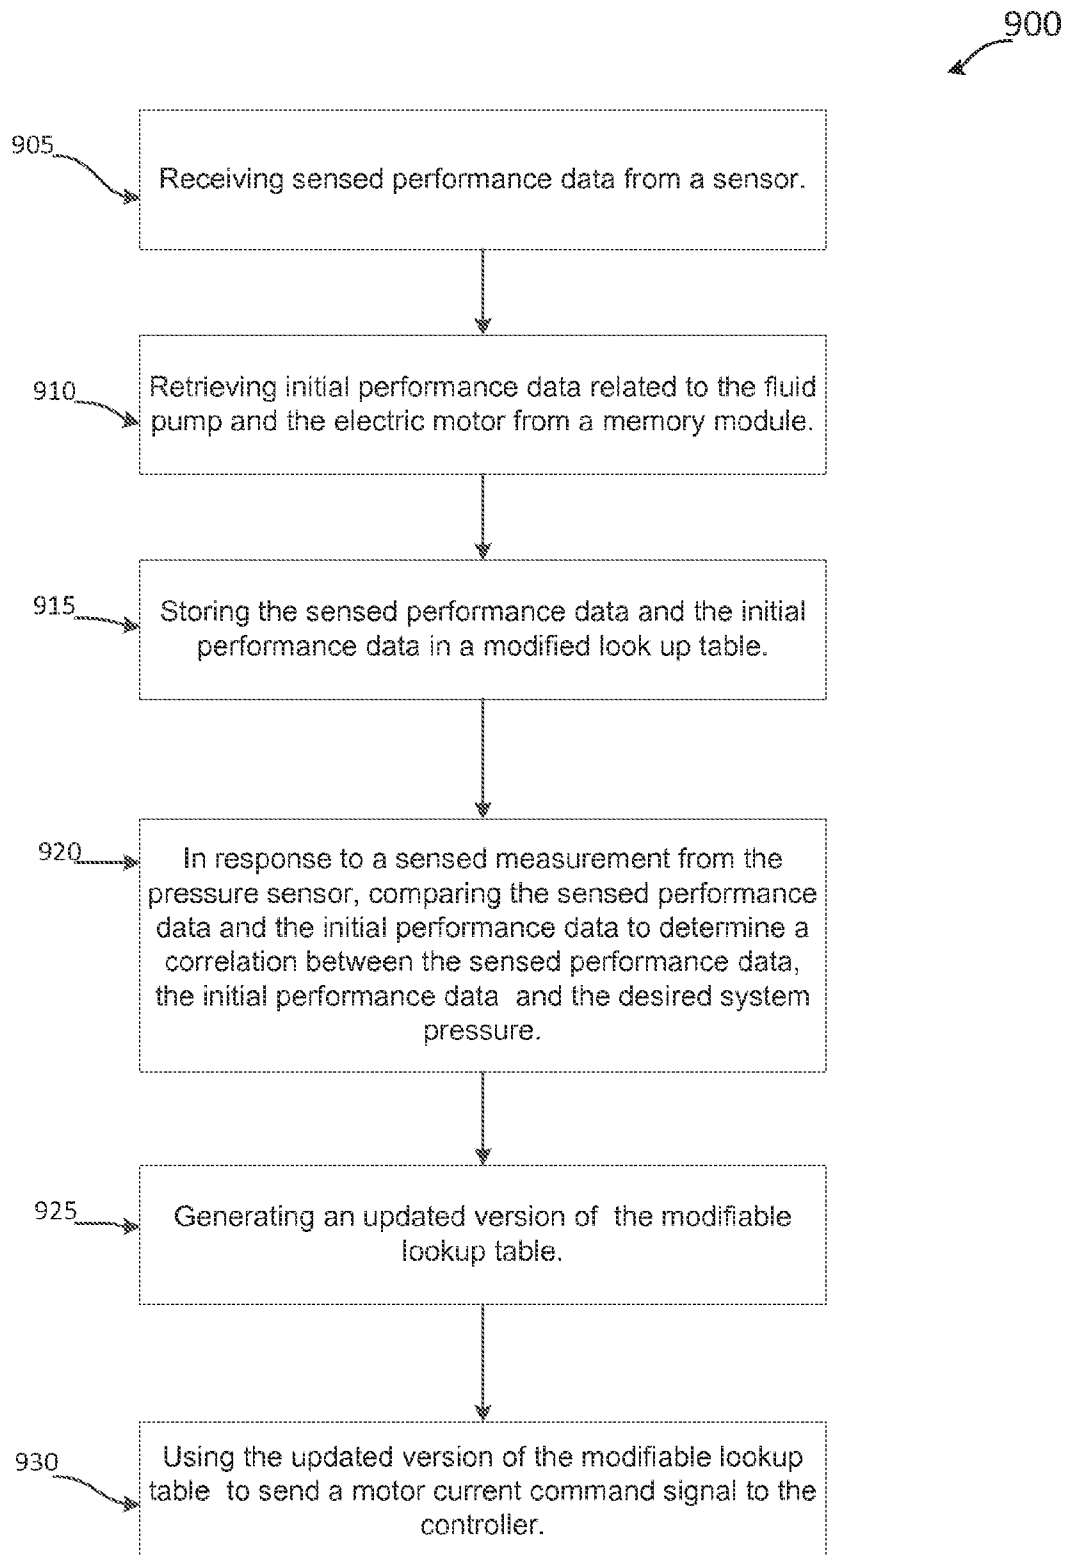 900
905
Receiving sensed performance data from a sensor.
910
Retrieving initial performance data related to the fluid
pump and the electric motor from a memory module.
915
Storing the sensed performance data and the initial
performance data in a modified look up table.
920
In response to a sensed measurement from the
pressure sensor, comparing the sensed performance
data and the initial performance data to determine a
correlation between the sensed performance data,
the initial performance data and the desired system
pressure.
925
Generating an updated version of the modifiable
lookup table.
930
Using the updated version of the modifiable lookup
table to send a motor current command signal to the
controller.